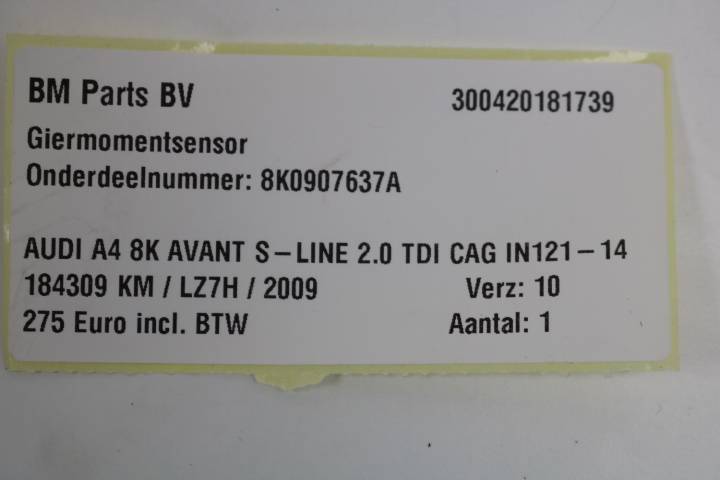 BM Parts BV 300420181739
Giermomentsensor
Onderdeelnummer: 8K0907637A
AUDI A4 8K AVANT S-LINE 2.0 TDI CAG IN121-14
184309 KM / LZ7H / 2009 Verz: 10
275 Euro incl. BTW Aantal: 1